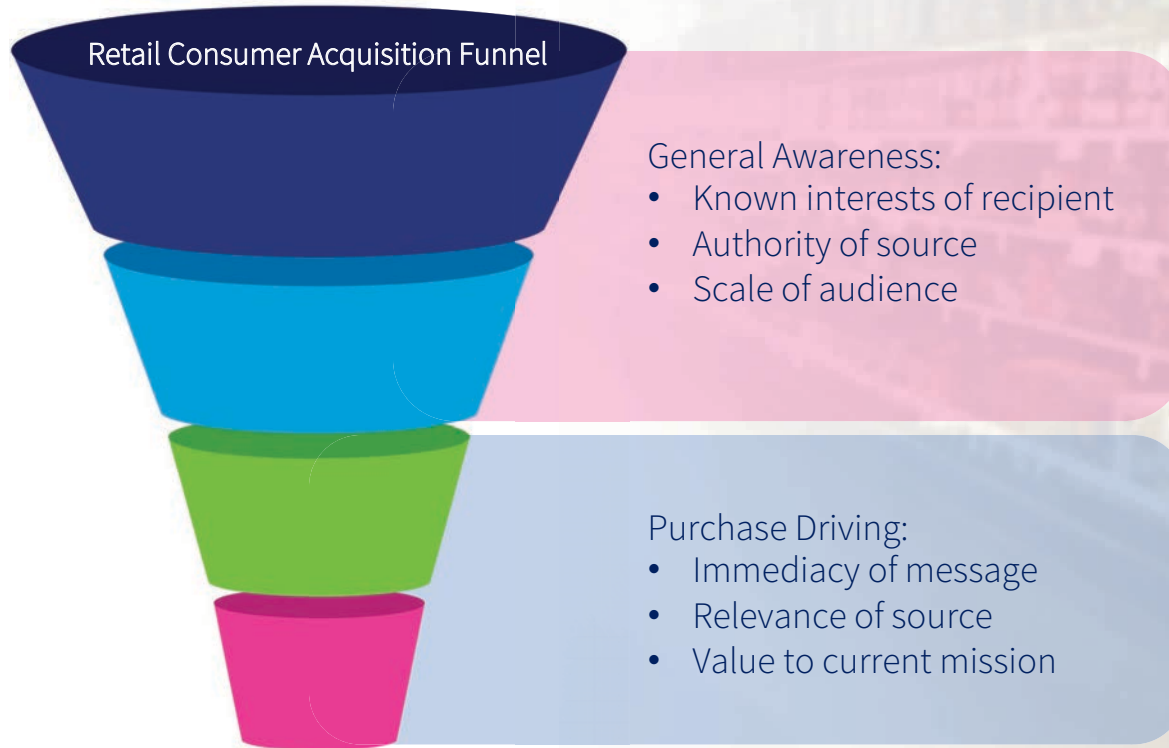 Retail Consumer Acquisition Funnel
General Awareness:
• Known interests of recipient
• Authority of source
• Scale of audience
Purchase Driving:
• Immediacy of message
• Relevance of source
• Value to current mission